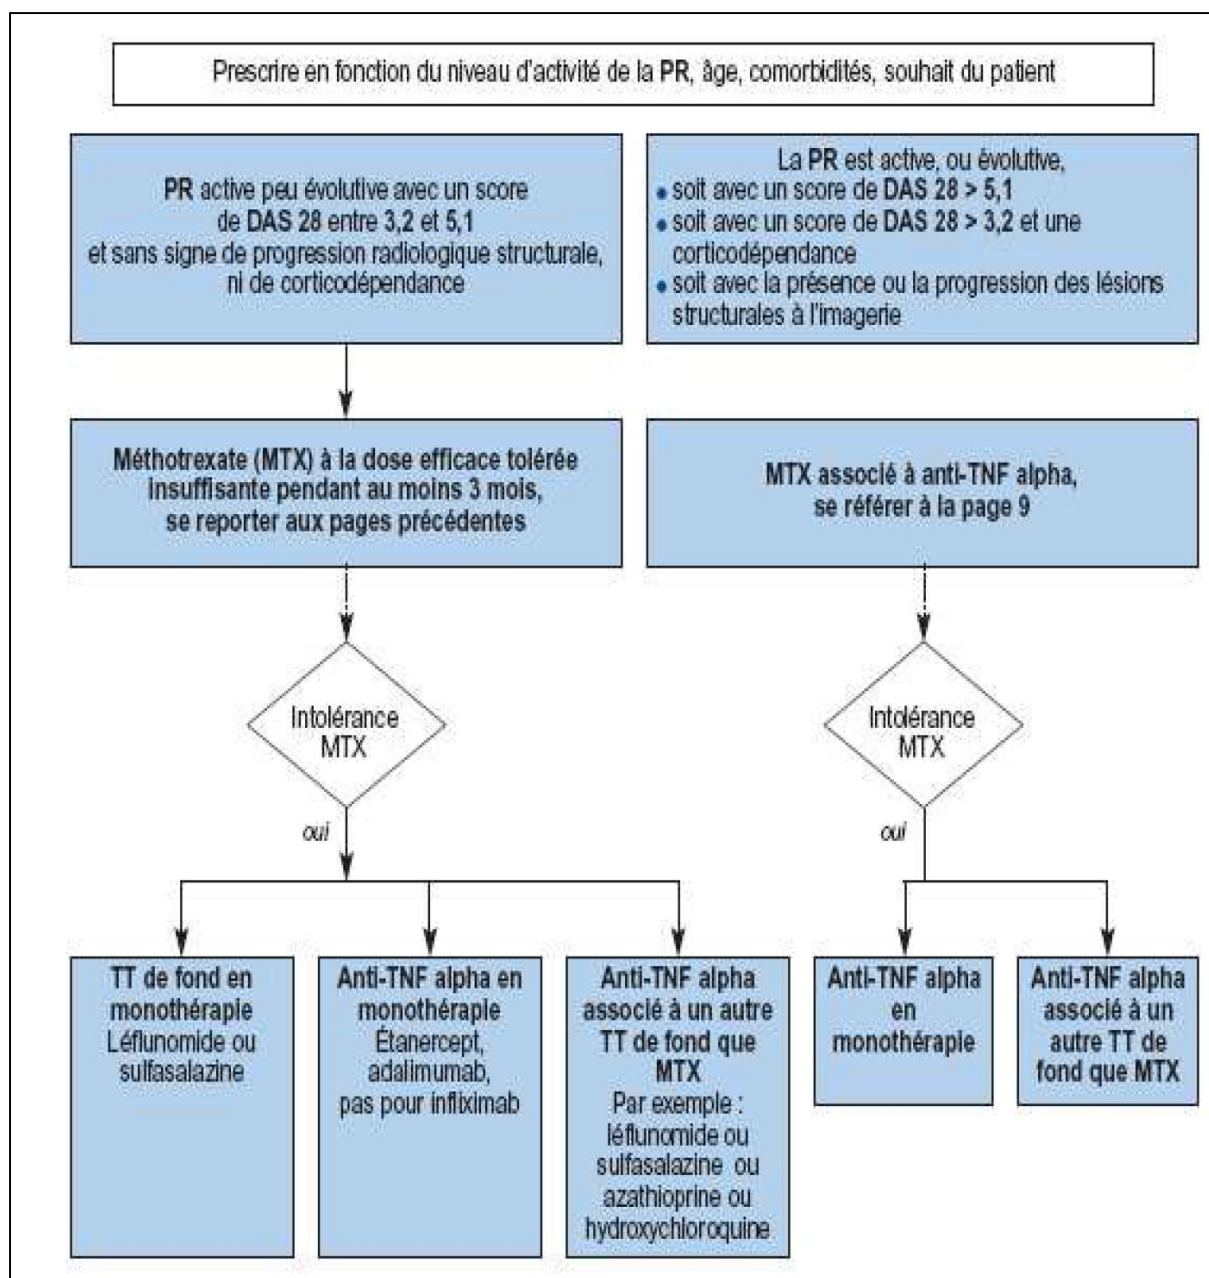 Prescrire en fonction du niveau d'activité de la PR, âge, comorbidités, souhait du patient
PR active peu évolutive avec un score
de DAS 28 entre 3,2 et 5,1
et sans signe de progression radiologique structurale,
ni de corticodépendance
La PR est active, ou évolutive,
• soit avec un score de DAS 28 > 5,1
• soit avec un score de DAS 28 > 3,2 et une
corticodépendance
• soit avec la présence ou la progression des lésions
structurales à l'imagerie
Méthotrexate (MTX) à la dose efficace tolérée
insuffisante pendant au moins 3 mois,
se reporter aux pages précédentes
MTX associé à anti-TNF alpha,
se référer à la page 9
Intolérance
MTX
Intolérance
MTX
oui
oui
TT de fond en
monothérapie
Léflunomide ou
sulfasalazine
Anti-TNF alpha en
monothérapie
Étanercept,
adalimumab,
pas pour infliximab
Anti-TNF alpha
associé à un autre
TT de fond que
MTX
Par exemple :
léflunomide ou
sulfasalazine ou
azathioprine ou
hydroxychloroquine
Anti-TNF alpha
en
monothérapie
Anti-TNF alpha
associé à un
autre TT de
fond que MTX